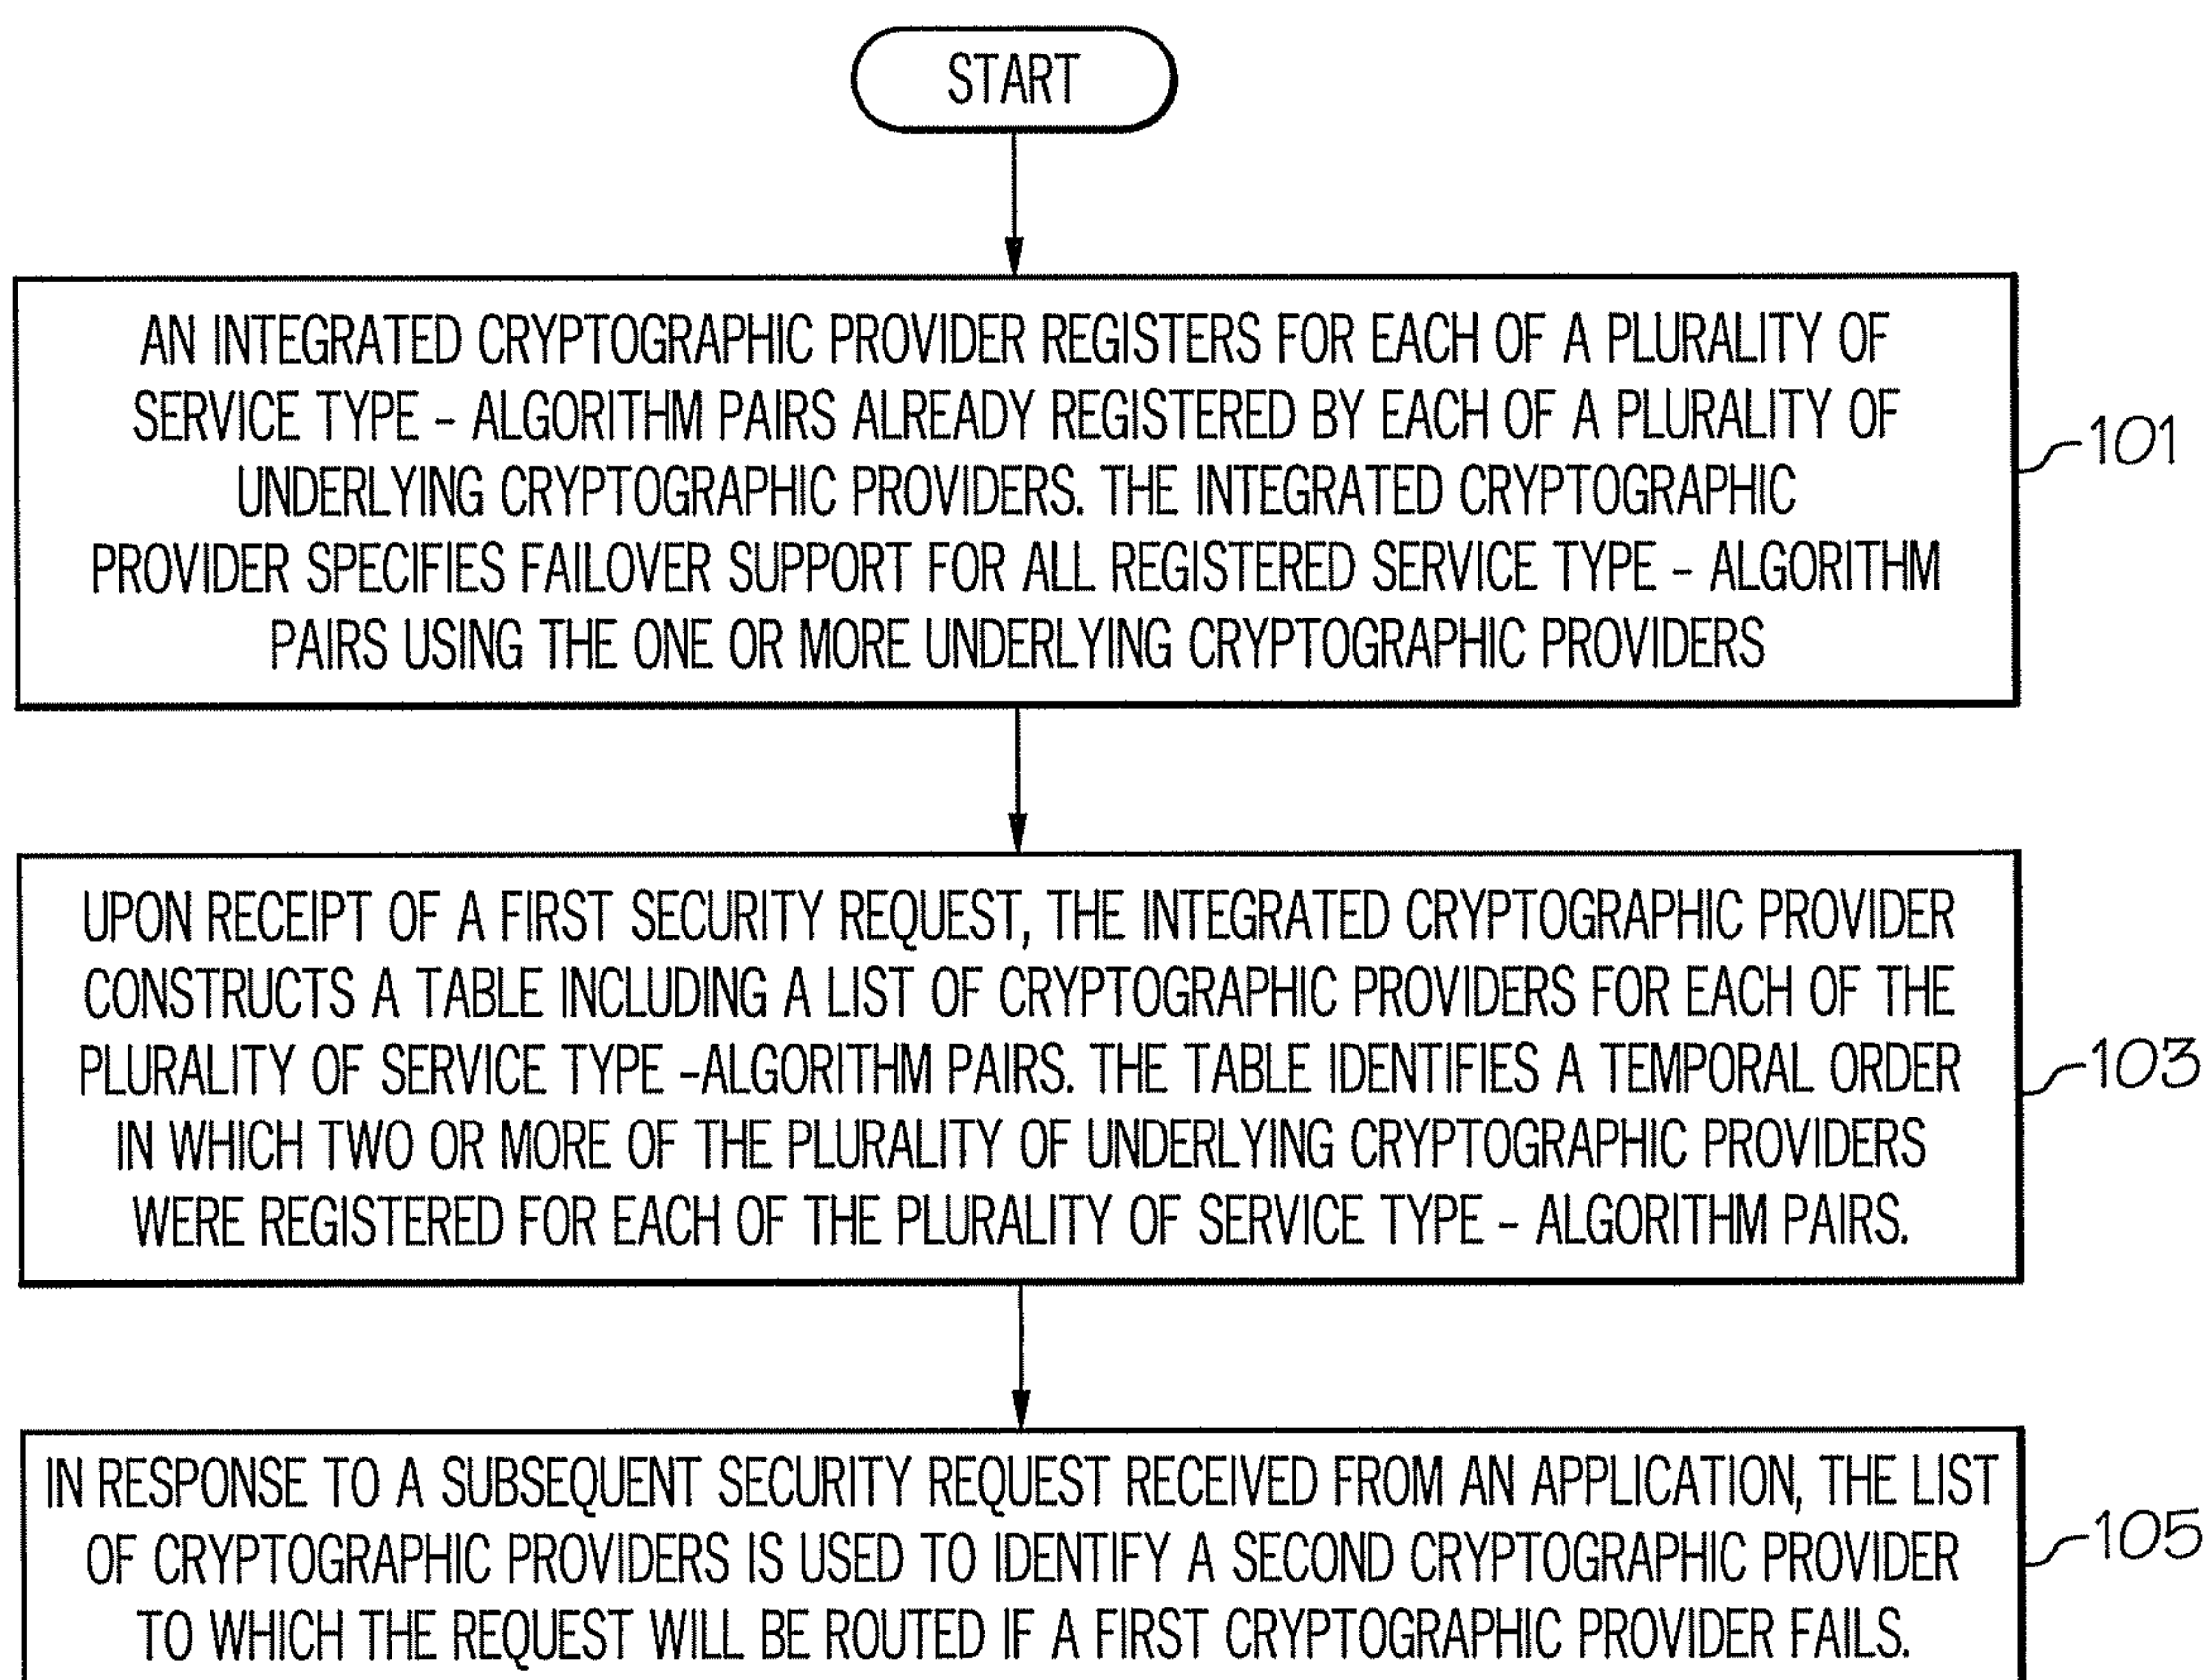 START
AN INTEGRATED CRYPTOGRAPHIC PROVIDER REGISTERS FOR EACH OF A PLURALITY OF
SERVICE TYPE – ALGORITHM PAIRS ALREADY REGISTERED BY EACH OF A PLURALITY OF
UNDERLYING CRYPTOGRAPHIC PROVIDERS. THE INTEGRATED CRYPTOGRAPHIC
PROVIDER SPECIFIES FAILOVER SUPPORT FOR ALL REGISTERED SERVICE TYPE – ALGORITHM
PAIRS USING THE ONE OR MORE UNDERLYING CRYPTOGRAPHIC PROVIDERS
101
UPON RECEIPT OF A FIRST SECURITY REQUEST, THE INTEGRATED CRYPTOGRAPHIC PROVIDER
CONSTRUCTS A TABLE INCLUDING A LIST OF CRYPTOGRAPHIC PROVIDERS FOR EACH OF THE
PLURALITY OF SERVICE TYPE –ALGORITHM PAIRS. THE TABLE IDENTIFIES A TEMPORAL ORDER
IN WHICH TWO OR MORE OF THE PLURALITY OF UNDERLYING CRYPTOGRAPHIC PROVIDERS
WERE REGISTERED FOR EACH OF THE PLURALITY OF SERVICE TYPE – ALGORITHM PAIRS.
103
IN RESPONSE TO A SUBSEQUENT SECURITY REQUEST RECEIVED FROM AN APPLICATION, THE LIST
OF CRYPTOGRAPHIC PROVIDERS IS USED TO IDENTIFY A SECOND CRYPTOGRAPHIC PROVIDER
TO WHICH THE REQUEST WILL BE ROUTED IF A FIRST CRYPTOGRAPHIC PROVIDER FAILS.
105